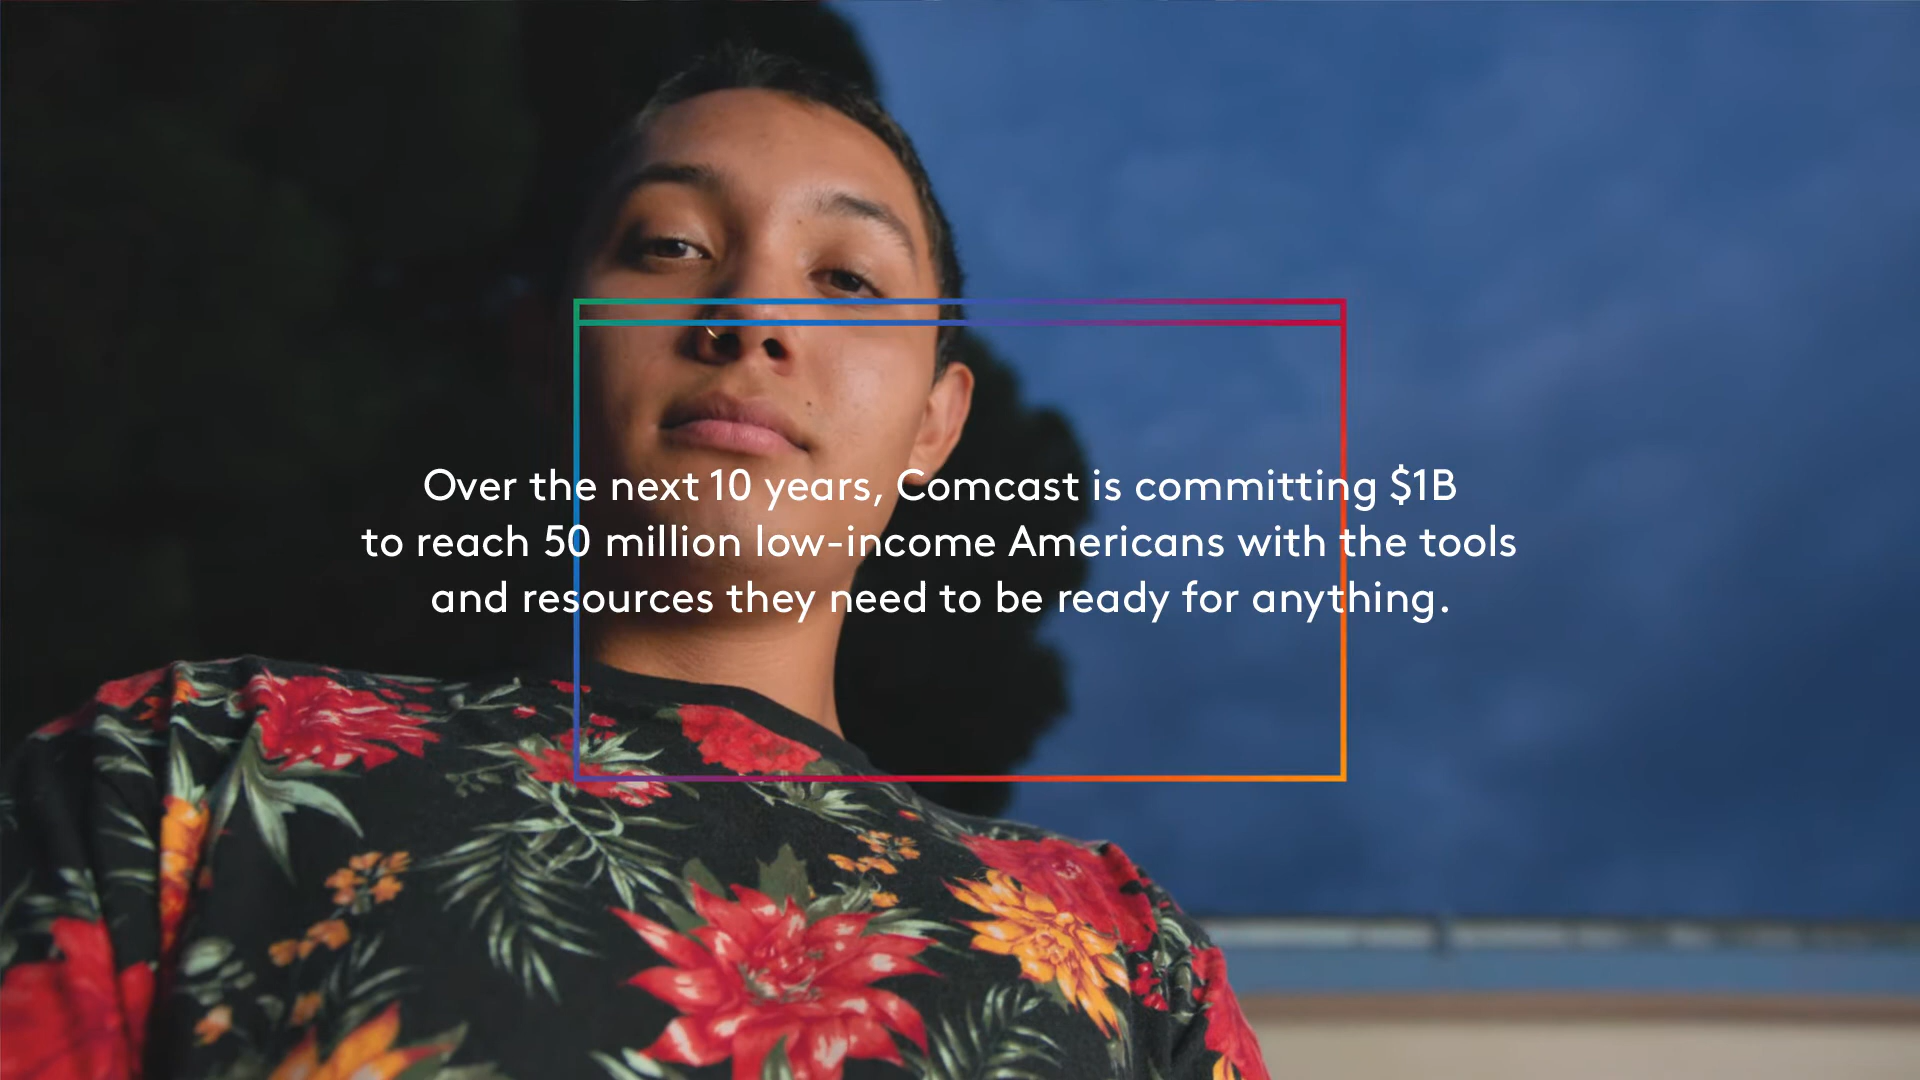 Over the next 10 years, Comcast is committing $1B
to reach 50 million low-income Americans with the tools
and resources they need to be ready for anything.